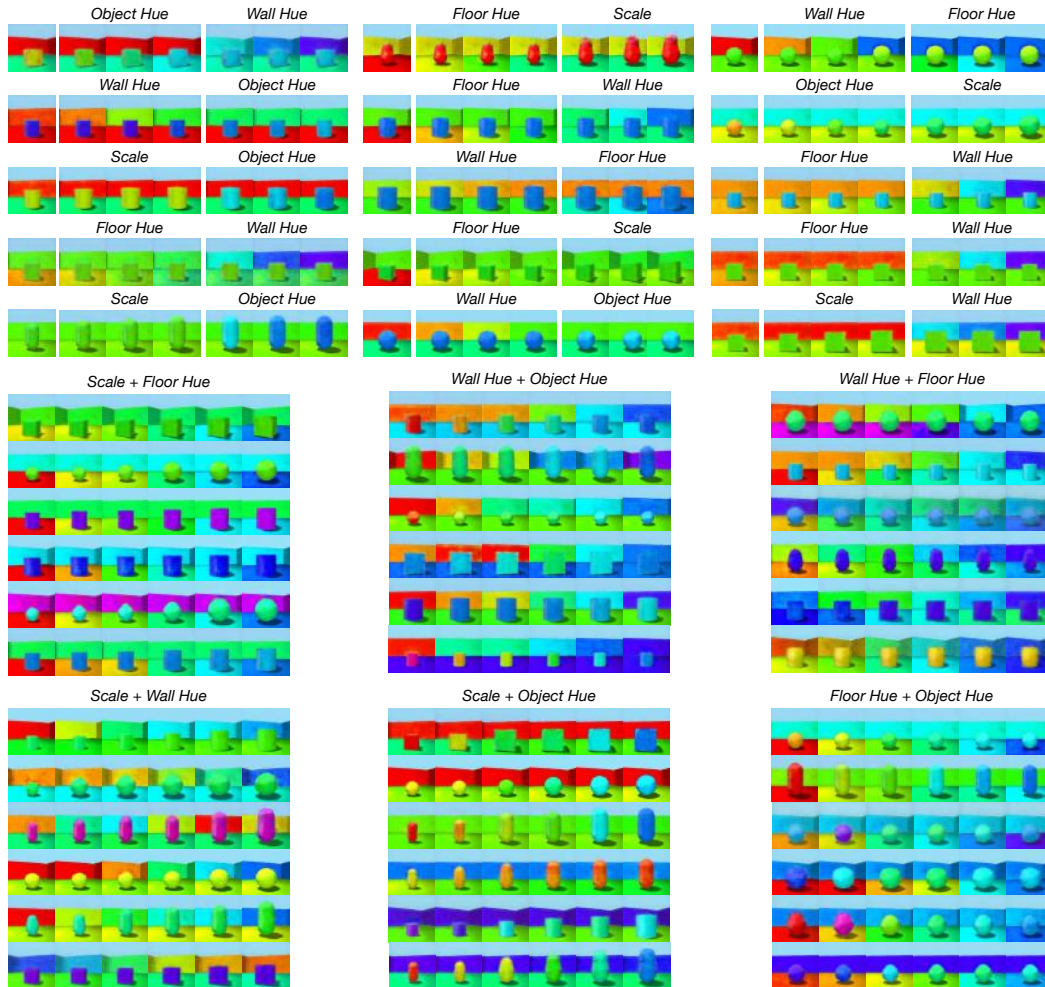 Object Hue Wall Hue Floor Hue Scale Wall Hue Floor Hue
Wall Hue Object Hue Floor Hue Wall Hue Object Hue Scale
Scale Object Hue Wall Hue Floor Hue Floor Hue Wall Hue
Floor Hue Wall Hue Floor Hue Scale Floor Hue Wall Hue
Scale Object Hue Wall Hue Object Hue Scale Wall Hue
Scale + Floor Hue Wall Hue + Object Hue Wall Hue + Floor Hue
Scale + Wall Hue Scale + Object Hue Floor Hue + Object Hue